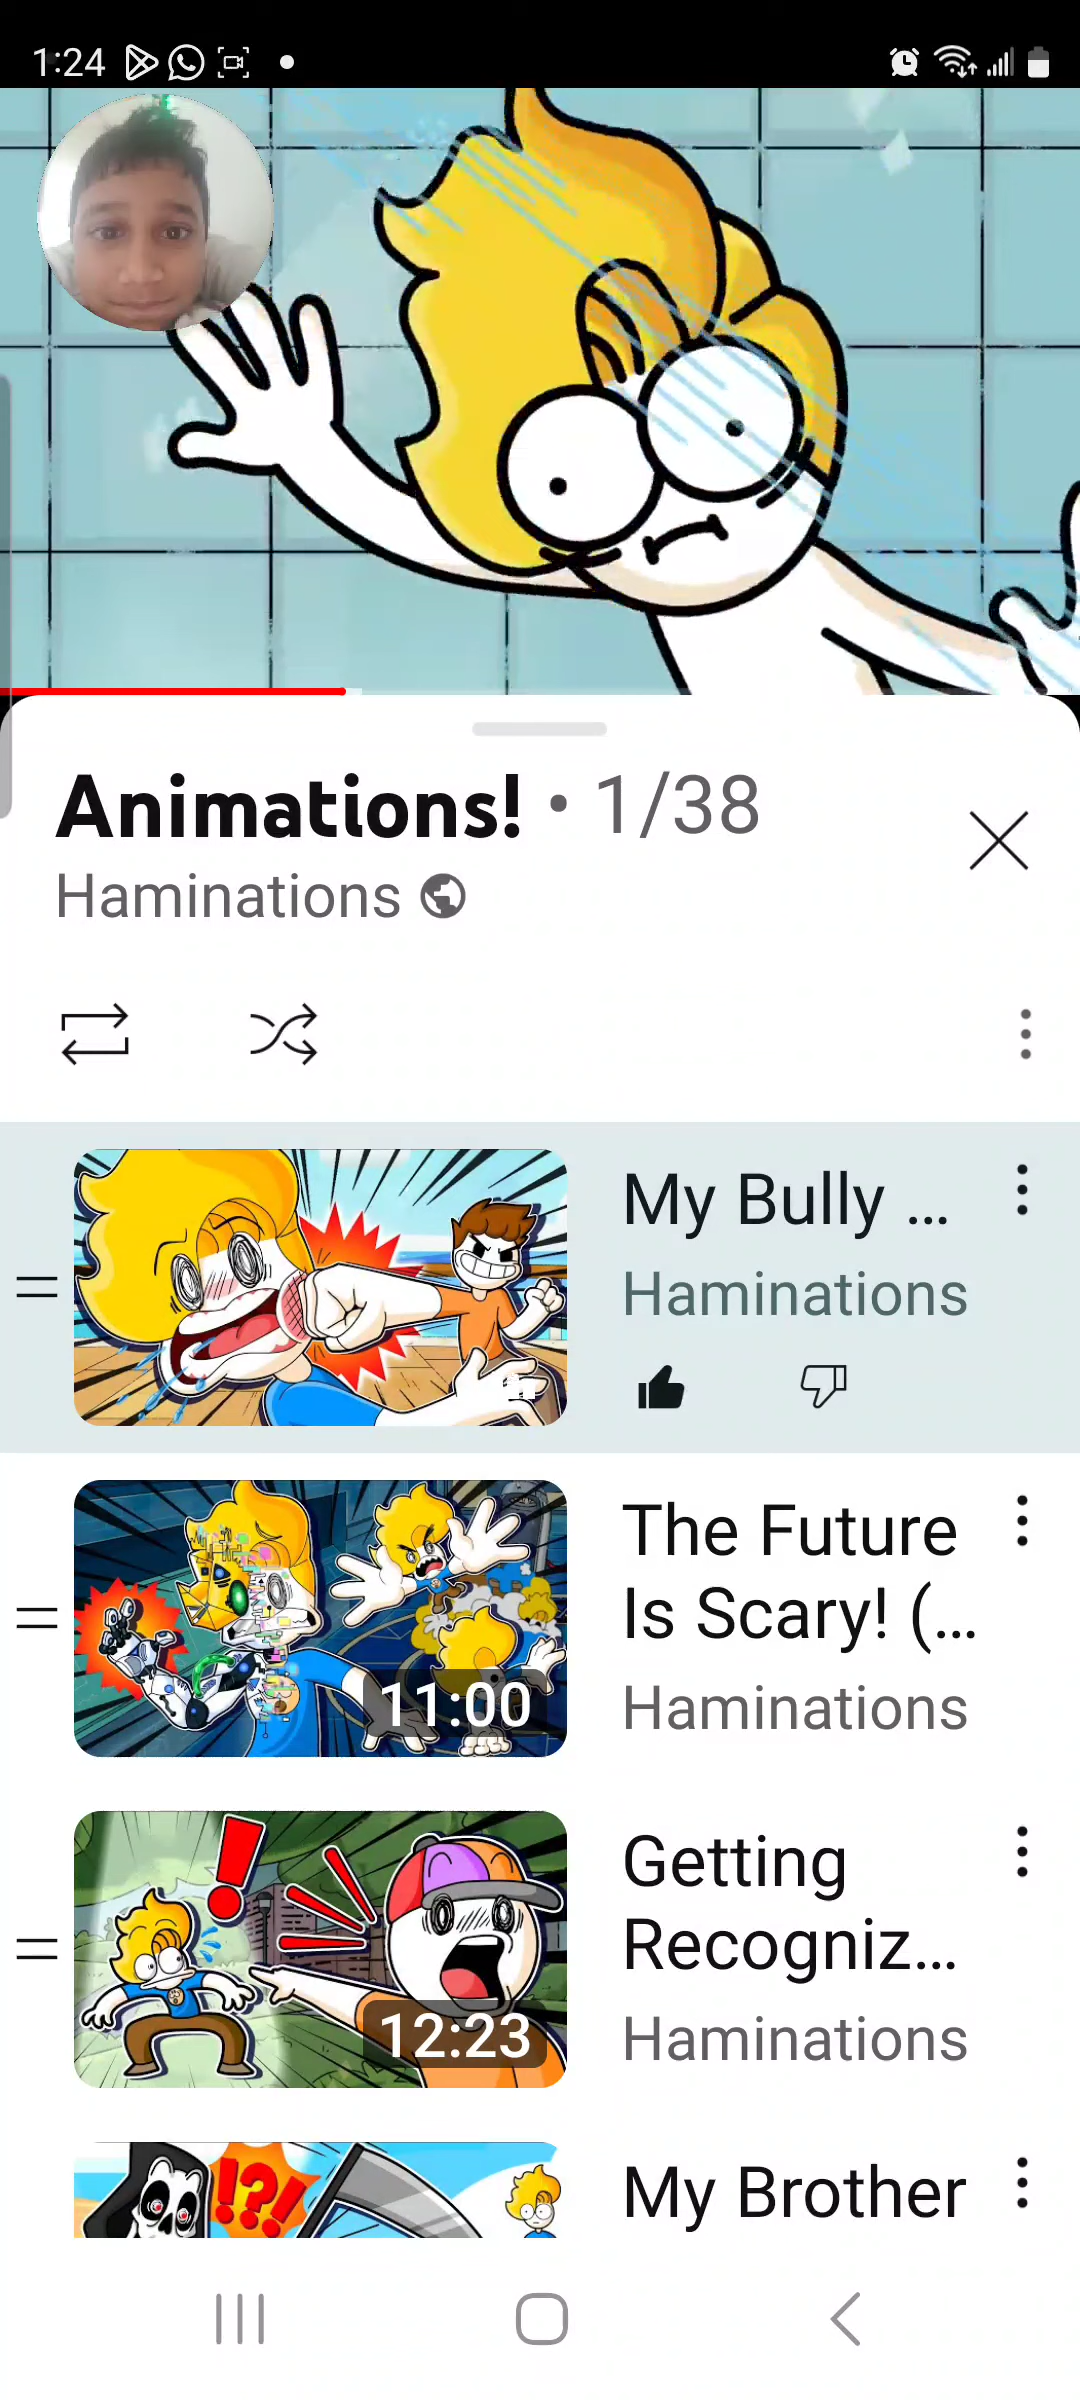 1:24
Animations! • 1/38
Haminations
My Bully ...
Haminations
The Future
Is Scary! (...
11:00
Haminations
Getting
Recogniz...
12:23
Haminations
!?!
My Brother